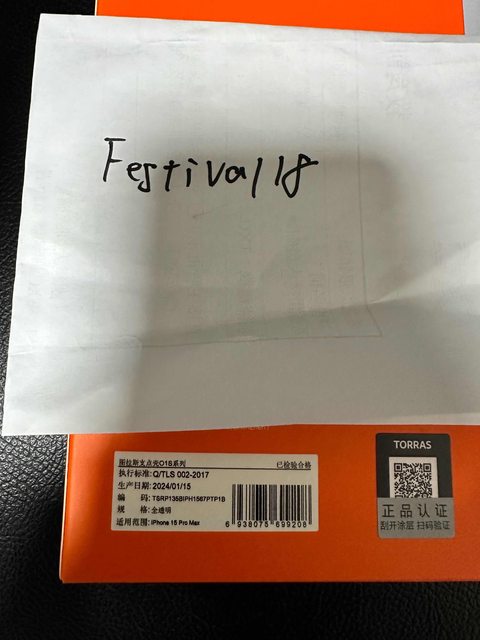 Festival18
图拉斯支点壳O1S系列 已检验合格
执行标准: Q/TLS 002-2017
生产日期: 2024/01/15
编 码: TSRP135BIPH1567PTP1B
规 格: 全透明
适用范围: iPhone 15 Pro Max
6 938075 699208
TORRAS
正品认证
刮开涂层 扫码验证